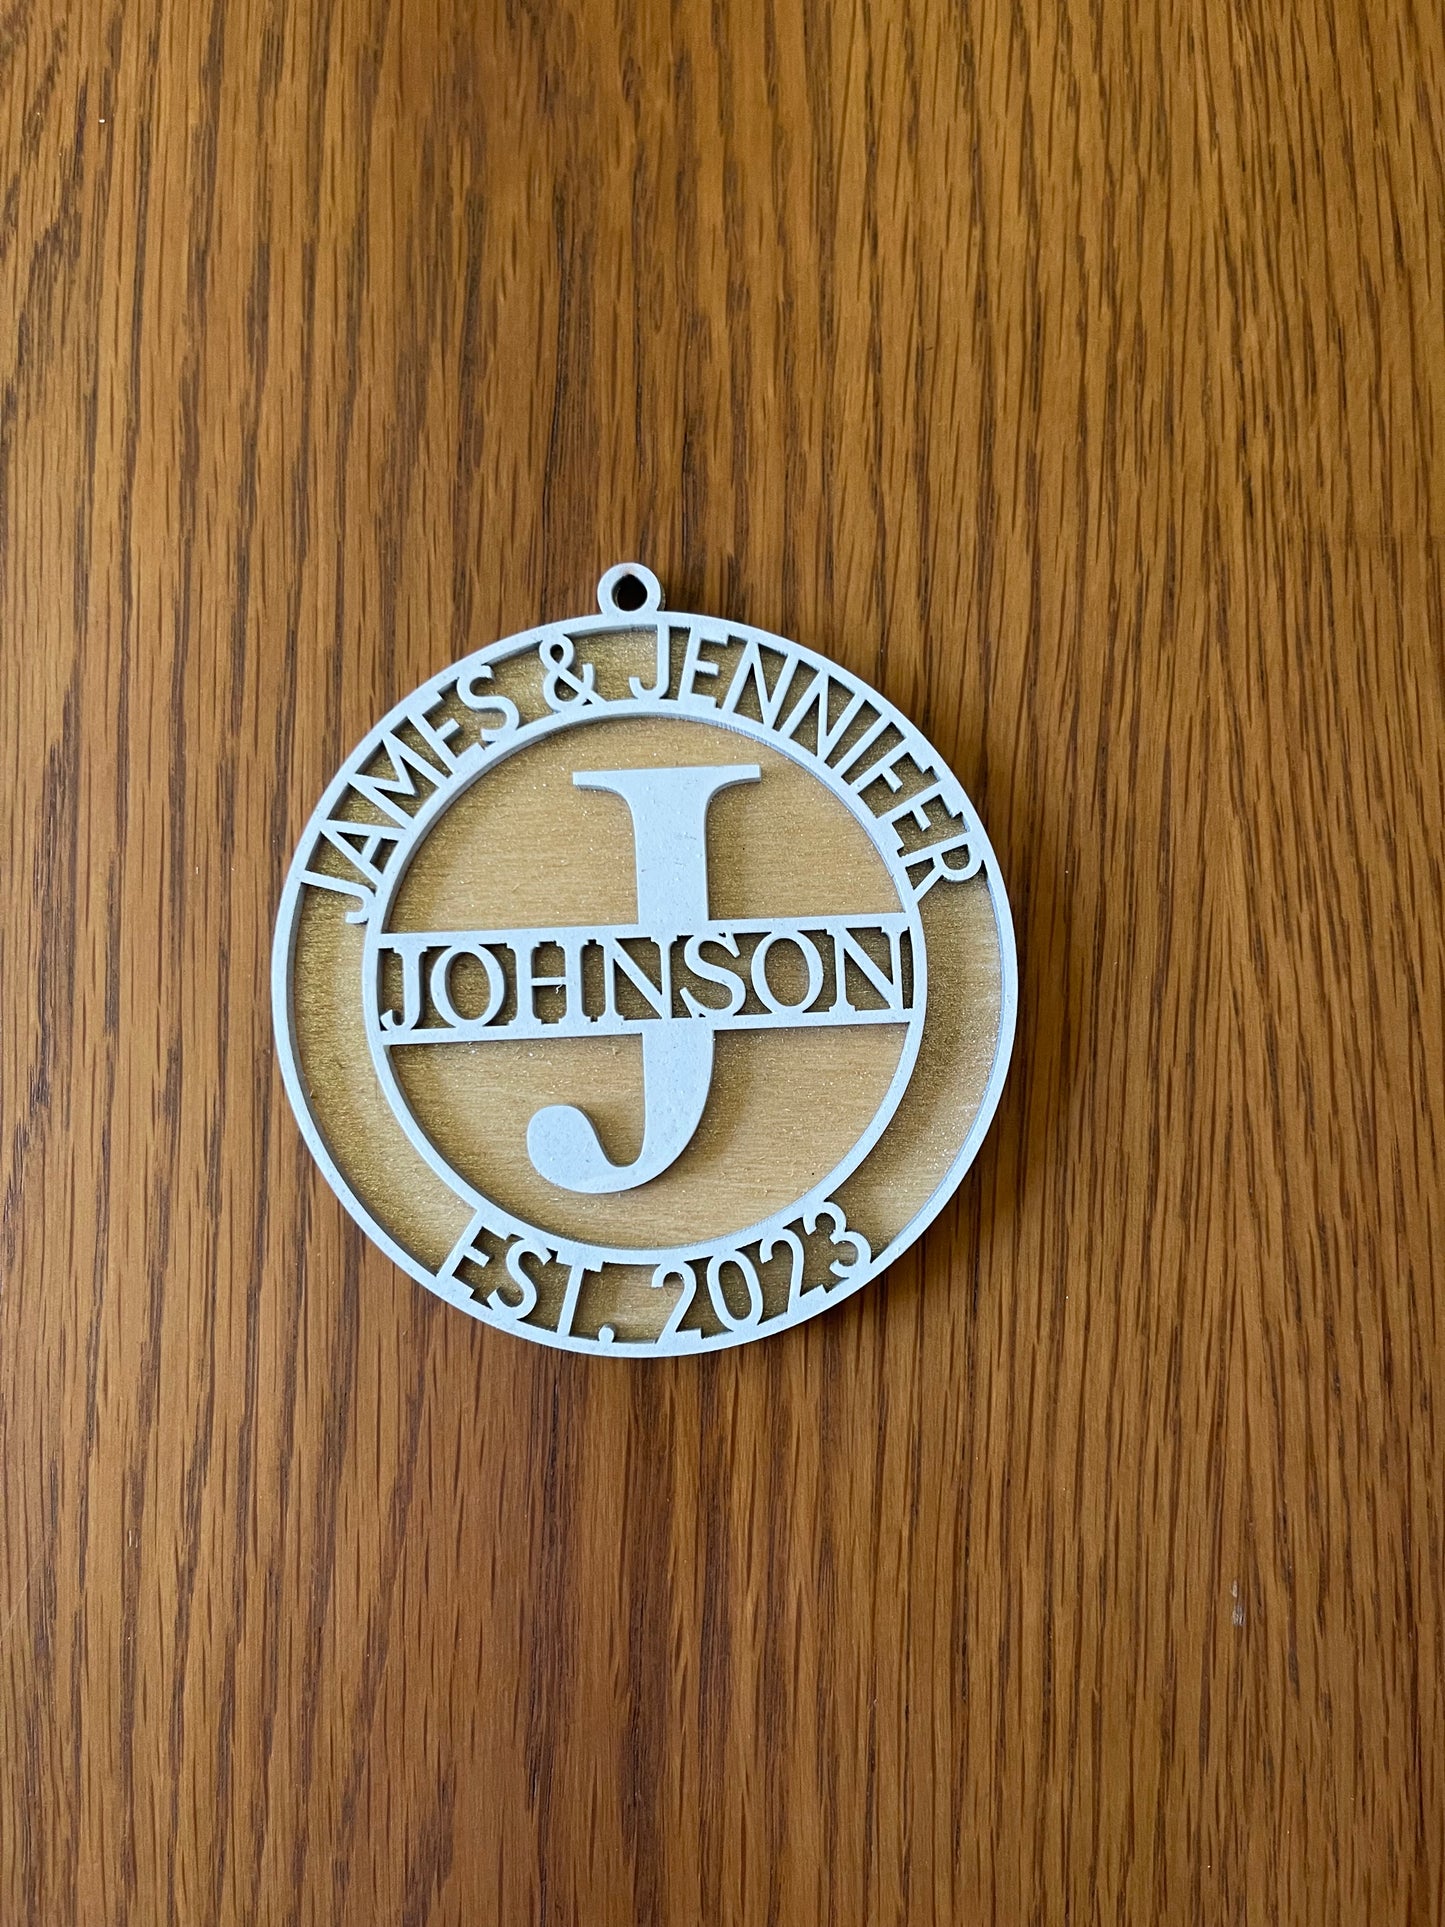 JAMES & JENNIFER
J
JOHNSON
EST. 2023